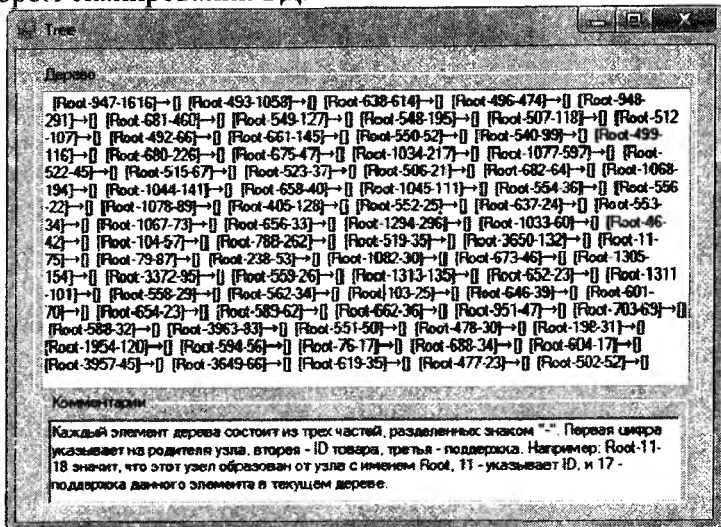 Tree
Дерево
[Root-947-1616]→[] [Root-493-1058]→[] [Root-638-614]→[] [Root-496-474]→[] [Root-948-
291]→[] [Root-681-460]→[] [Root-549-127]→[] [Root-548-195]→[] [Root-507-118]→[] [Root-512
-107]→[] [Root-492-66]→[] [Root-661-145]→[] [Root-550-52]→[] [Root-540-99]→[] [Root-499-
116]→[] [Root-680-226]→[] [Root-675-47]→[] [Root-1034-217]→[] [Root-1077-597]→[] [Root-
522-45]→[] [Root-515-67]→[] [Root-523-37]→[] [Root-506-21]→[] [Root-682-64]→[] [Root-1068-
194]→[] [Root-1044-141]→[] [Root-658-40]→[] [Root-1045-111]→[] [Root-554-36]→[] [Root-556
-22]→[] [Root-1078-89]→[] [Root-405-128]→[] [Root-552-25]→[] [Root-637-24]→[] [Root-553-
34]→[] [Root-1067-73]→[] [Root-656-33]→[] [Root-1294-296]→[] [Root-1033-60]→[] [Root-46-
42]→[] [Root-104-57]→[] [Root-788-262]→[] [Root-519-35]→[] [Root-3650-132]→[] [Root-11-
75]→[] [Root-79-87]→[] [Root-238-53]→[] [Root-1082-30]→[] [Root-673-46]→[] [Root-1305-
154]→[] [Root-3372-95]→[] [Root-559-26]→[] [Root-1313-135]→[] [Root-652-23]→[] [Root-1311
-101]→[] [Root-558-29]→[] [Root-562-34]→[] [Root-103-25]→[] [Root-646-39]→[] [Root-601-
70]→[] [Root-654-23]→[] [Root-589-62]→[] [Root-662-36]→[] [Root-951-47]→[] [Root-703-69]→[]
[Root-588-32]→[] [Root-3963-83]→[] [Root-551-50]→[] [Root-478-30]→[] [Root-198-31]→[]
[Root-1954-120]→[] [Root-594-56]→[] [Root-76-17]→[] [Root-688-34]→[] [Root-604-17]→[]
[Root-3957-45]→[] [Root-3649-66]→[] [Root-619-35]→[] [Root-477-23]→[] [Root-502-52]→[]
Комментарии
Каждый элемент дерева состоит из трех частей, разделенных знаком "-". Первая цифра
указывает на родителя узла, вторая - ID товара, третья - поддержка. Например: Root-11-
18 значит, что этот узел образован от узла с именем Root, 11 - указывает ID, и 17 -
поддержка данного элемента в текущем дереве.